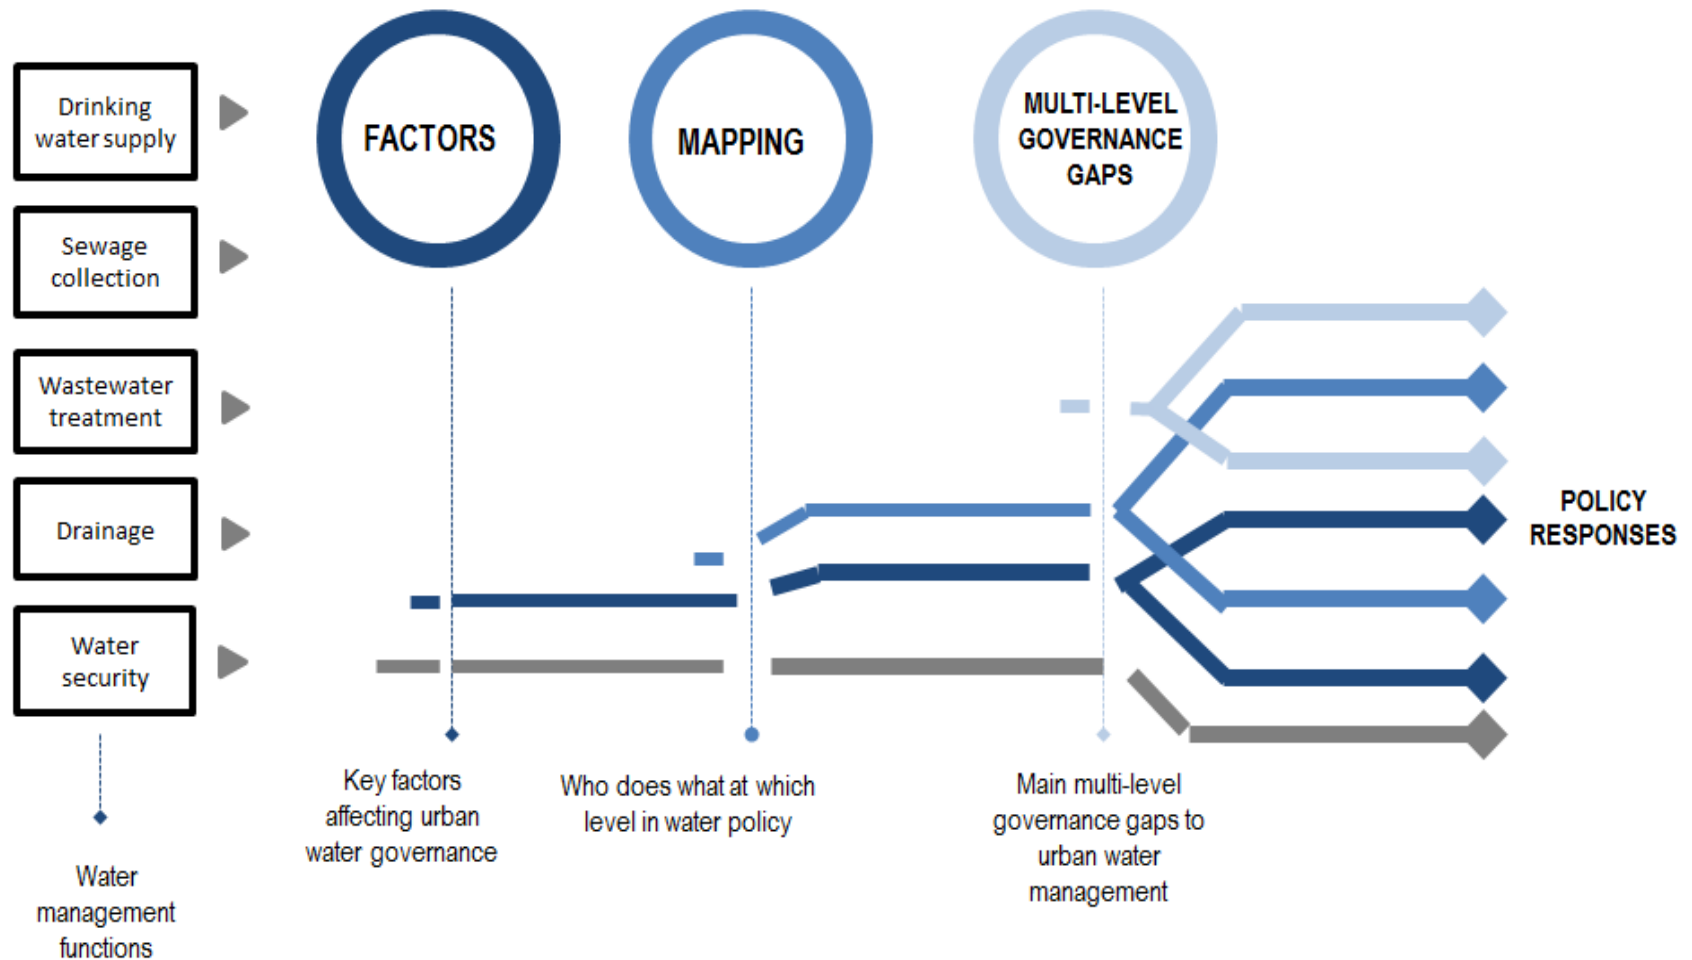 Drinking
water supply
Sewage
collection
Wastewater
treatment
Drainage
Water
security
Water
management
functions
FACTORS
Key factors
affecting urban
water governance
MAPPING
Who does what at which
level in water policy
MULTI-LEVEL
GOVERNANCE
GAPS
Main multi-level
governance gaps to
urban water
management
POLICY
RESPONSES